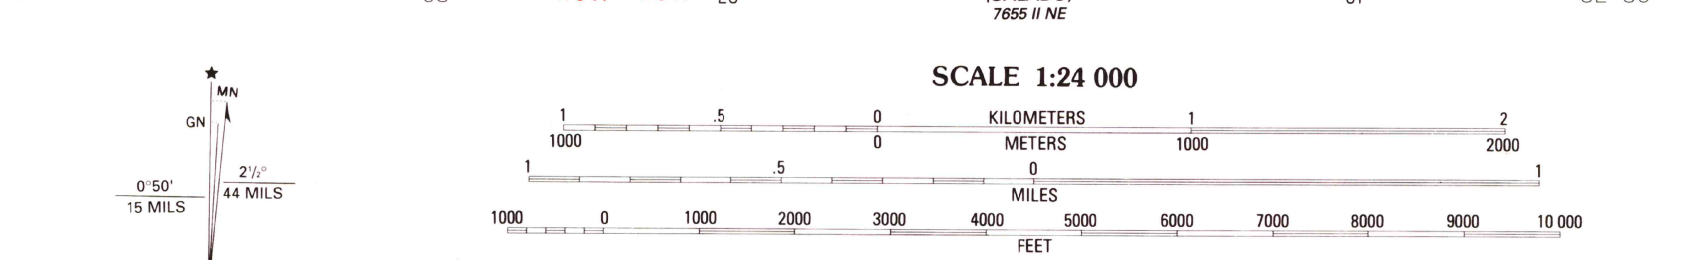 7655 II NE
SCALE 1:24 000
★
MN
GN
0°50'
15 MILS
2½°
44 MILS
1 .5 0 KILOMETERS 1 2
1000 0 METERS 1000 2000
1 .5 0 1
MILES
1000 0 1000 2000 3000 4000 5000 6000 7000 8000 9000 10 000
FEET